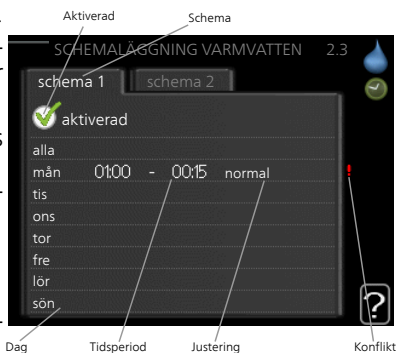 Aktiverad Schema
SCHEMALÄGGNING VARMVATTEN 2.3
schema 1 schema 2
aktiverad
alla
mån 01:00 - 00:15 normal !
tis
ons
tor
fre
lör
sön
?
Dag Tidsperiod Justering Konflikt